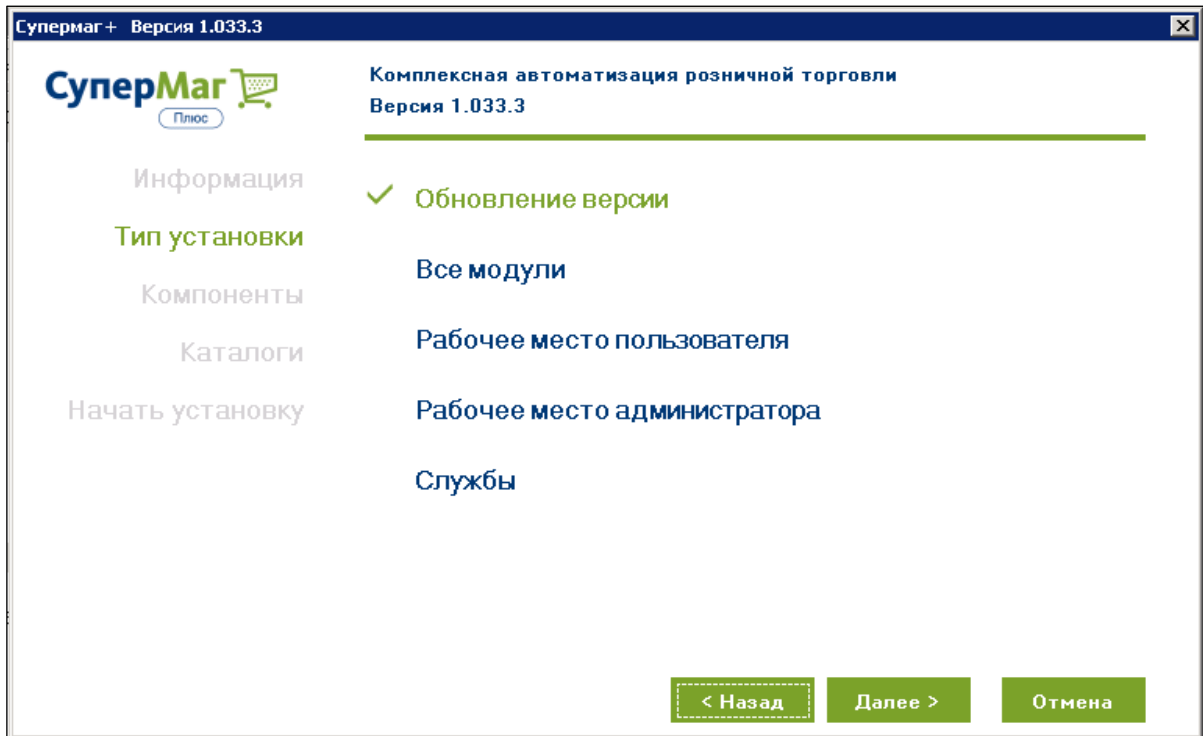 Супермаг+ Версия 1.033.3
СуперМаг
Плюс
Комплексная автоматизация розничной торговли
Версия 1.033.3
Информация
Тип установки
Компоненты
Каталоги
Начать установку
Обновление версии
Все модули
Рабочее место пользователя
Рабочее место администратора
Службы
< Назад
Далее >
Отмена